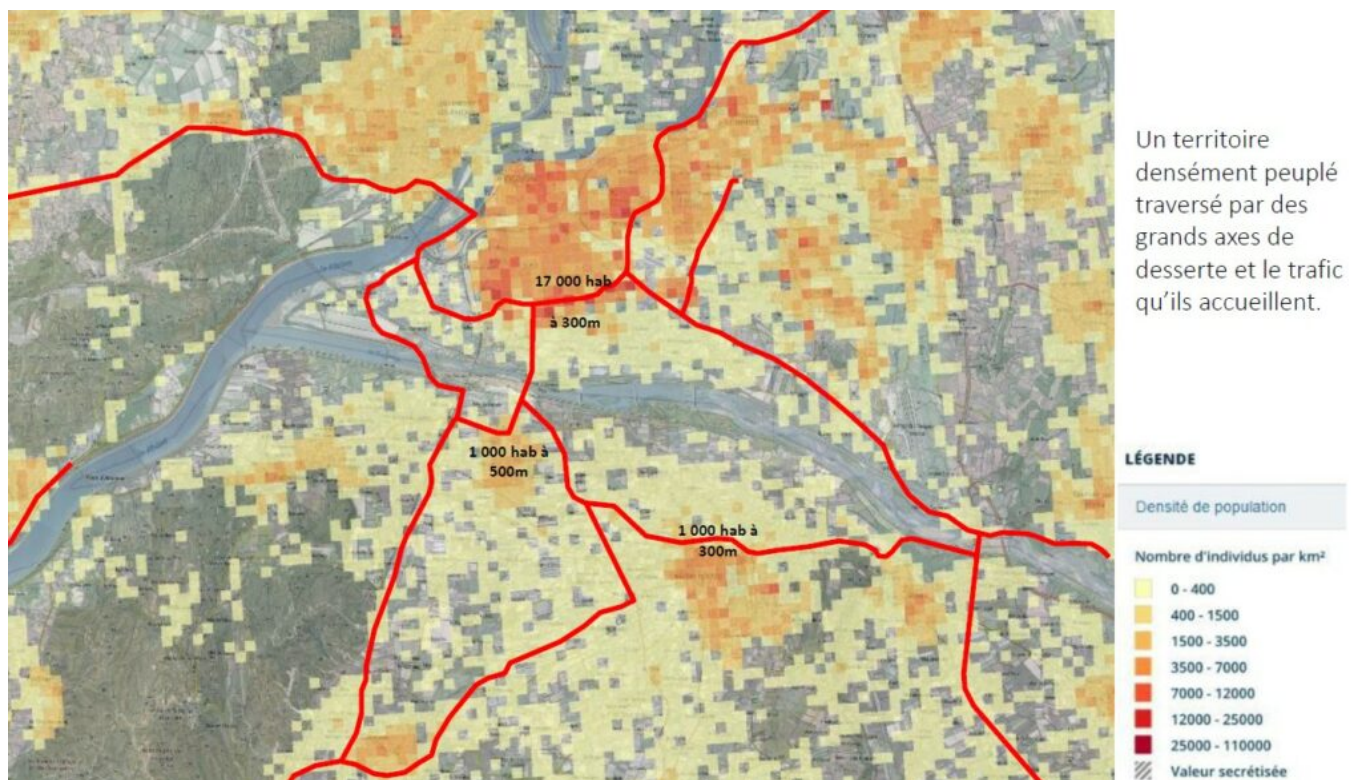 17 000 hab
à 300m
1 000 hab à
500m
1 000 hab à
300m
Un territoire
densément peuplé
traversé par des
grands axes de
desserte et le trafic
qu'ils accueillent.
LÉGENDE
Densité de population
Nombre d'individus par km²
0 - 400
400 - 1500
1500 - 3500
3500 - 7000
7000 - 12000
12000 - 25000
25000 - 110000
Valeur secrétisée